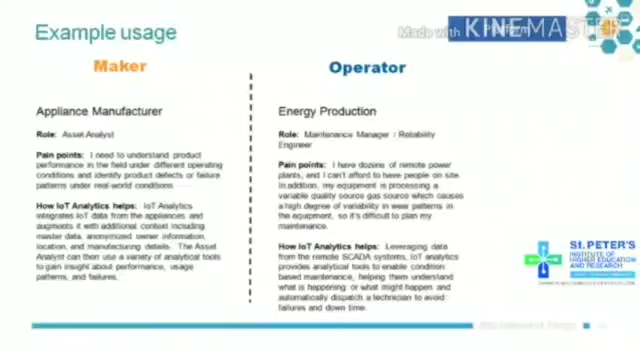 Example usage
Made with KINEMASTER
Platform
Maker
Operator
Appliance Manufacturer
Role: Asset Analyst
Pain points: I need to understand product
performance in the field under different operating
conditions and identify product defects or failure
patterns under real-world conditions.
How IoT Analytics helps: IoT Analytics
integrates IoT data from the appliances and
augments it with additional context including
master data, anonymized owner information,
location, and manufacturing details. The Asset
Analyst can then use a variety of analytical tools
to gain insight about performance, usage
patterns, and failures.
Energy Production
Role: Maintenance Manager / Reliability
Engineer
Pain points: I have dozens of remote power
plants, and I can't afford to have people on site.
In addition, my equipment is processing a
variable quality source gas source which causes
a high degree of variability in wear patterns in
the equipment, so it's difficult to plan my
maintenance.
How IoT Analytics helps: Leveraging data
from the remote SCADA systems, IoT analytics
provides analytical tools to enable condition
based maintenance, helping them understand
what is happening or what might happen and
automatically dispatch a technician to avoid
failures and down time.
St. PETER'S
INSTITUTE OF
HIGHER EDUCATION
AND RESEARCH